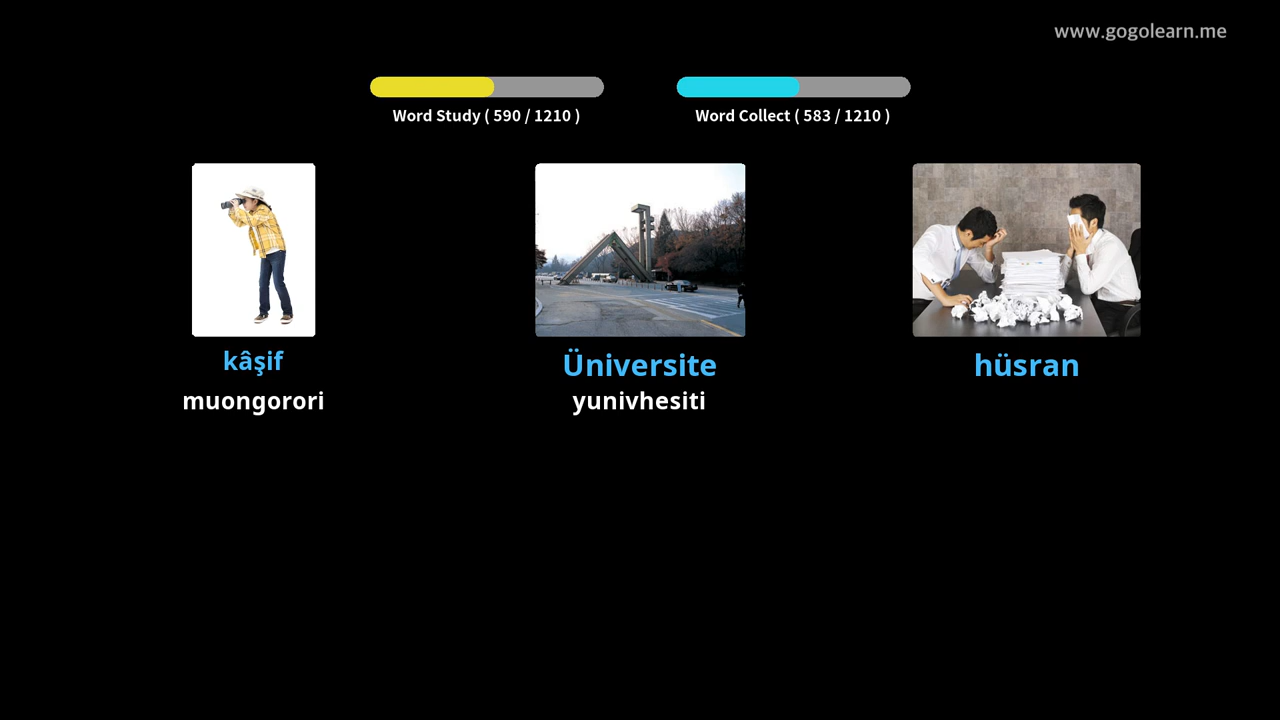 www.gogolearn.me
Word Study ( 590 / 1210 )
Word Collect ( 583 / 1210 )
kâşif
muongorori
Üniversite
yunivhesiti
hüsran